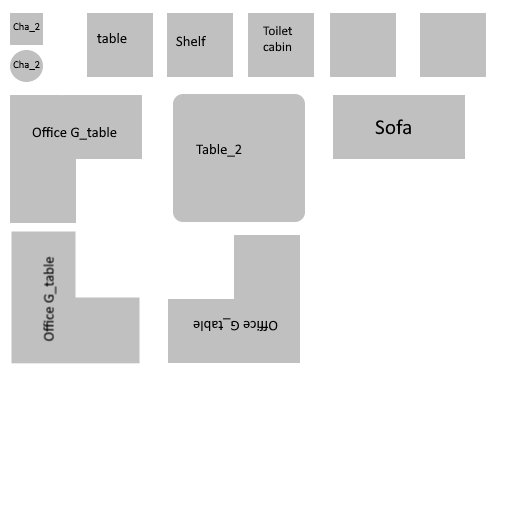 Cha_2
table
Shelf
Toilet
cabin
Cha_2
Office G_table
Table_2
Sofa
Office G_table
Office G_table